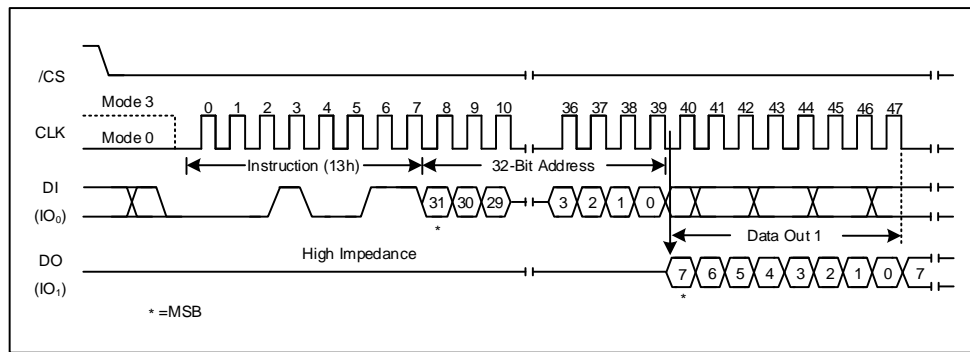 /CS
Mode 3
0 1 2 3 4 5 6 7 8 9 10 36 37 38 39 40 41 42 43 44 45 46 47
CLK
Mode 0
Instruction (13h) 32-Bit Address
DI
(IO₀)
31 30 29 3 2 1 0
*
High Impedance Data Out 1
DO
(IO₁)
7 6 5 4 3 2 1 0 7
*
* =MSB